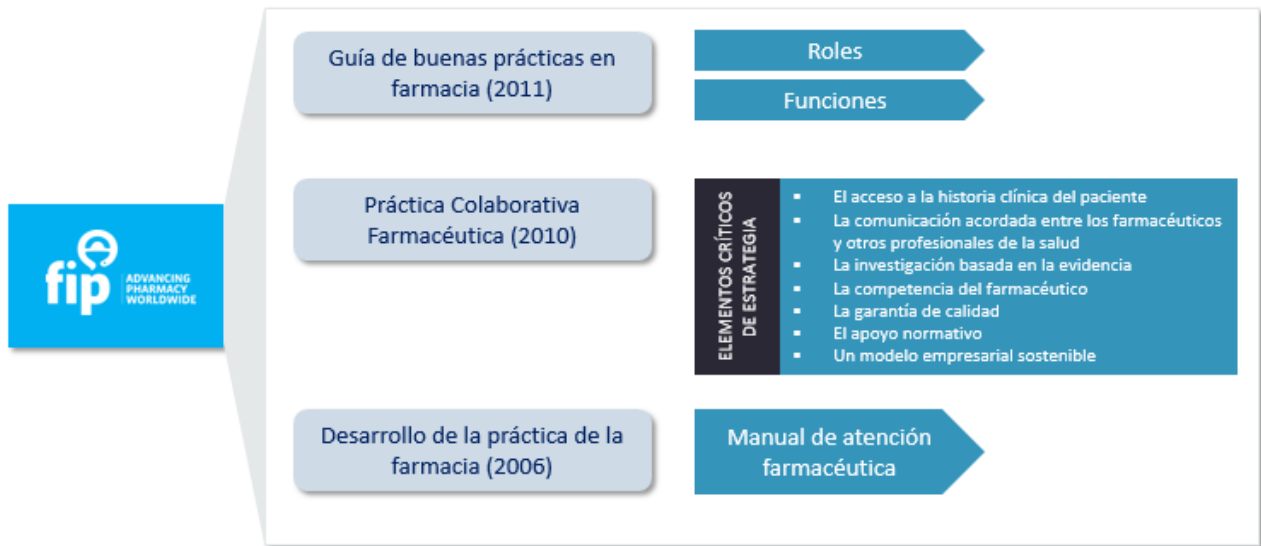 fip
ADVANCING
PHARMACY
WORLDWIDE
Guía de buenas prácticas en
farmacia (2011)
Roles
Funciones
Práctica Colaborativa
Farmacéutica (2010)
ELEMENTOS CRÍTICOS
DE ESTRATEGIA
▪ El acceso a la historia clínica del paciente
▪ La comunicación acordada entre los farmacéuticos
y otros profesionales de la salud
▪ La investigación basada en la evidencia
▪ La competencia del farmacéutico
▪ La garantía de calidad
▪ El apoyo normativo
▪ Un modelo empresarial sostenible
Desarrollo de la práctica de la
farmacia (2006)
Manual de atención
farmacéutica